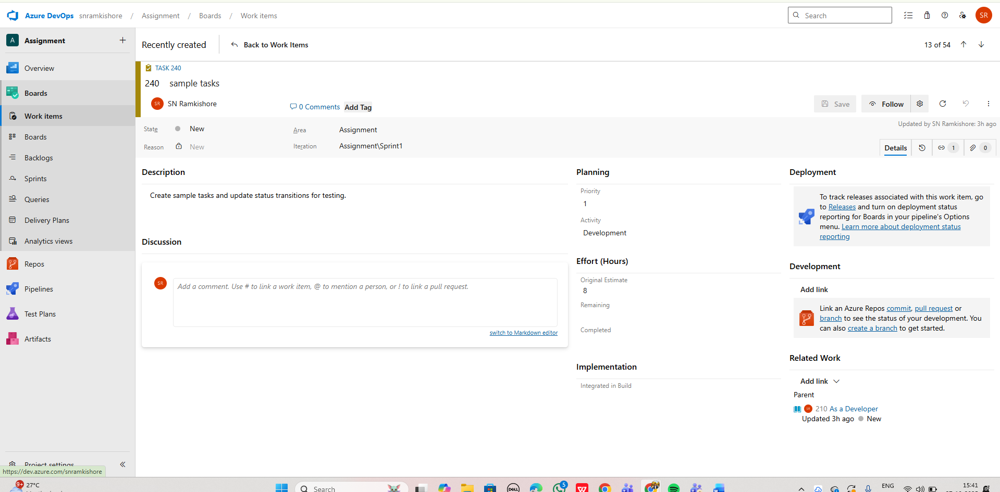 Azure DevOps snramkishore / Assignment / Boards / Work items
Search
SR
A Assignment
Recently created
Back to Work Items
13 of 54
Overview
Boards
Work items
Boards
Backlogs
Sprints
Queries
Delivery Plans
Analytics views
Repos
Pipelines
Test Plans
Artifacts
Project settings
https://dev.azure.com/snramkishore
TASK 240
240 sample tasks
SR SN Ramkishore
0 Comments
Add Tag
Save
Follow
State New
Area Assignment
Updated by SN Ramkishore: 3h ago
Reason New
Iteration Assignment\Sprint1
Details
1
0
Description
Create sample tasks and update status transitions for testing.
Discussion
SR
Add a comment. Use # to link a work item, @ to mention a person, or ! to link a pull request.
switch to Markdown editor
Planning
Priority
1
Activity
Development
Effort (Hours)
Original Estimate
8
Remaining
Completed
Implementation
Integrated in Build
Deployment
To track releases associated with this work item, go
to Releases and turn on deployment status
reporting for Boards in your pipeline's Options
menu. Learn more about deployment status
reporting
Development
Add link
Link an Azure Repos commit, pull request or
branch to see the status of your development. You
can also create a branch to get started.
Related Work
Add link
Parent
SR 210 As a Developer
Updated 3h ago New
9+
27°C
Search
DELL
5
ENG
15:41